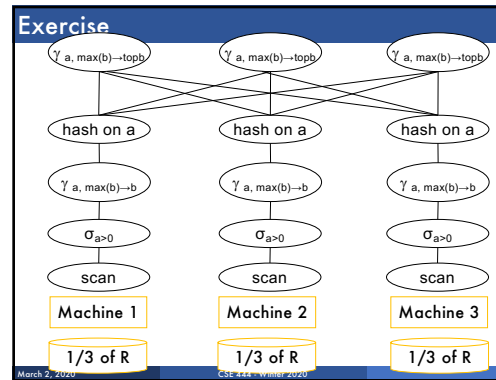 Exercise
γ a, max(b)→topb γ a, max(b)→topb γ a, max(b)→topb
hash on a hash on a hash on a
γ a, max(b)→b γ a, max(b)→b γ a, max(b)→b
σa>0 σa>0 σa>0
scan scan scan
Machine 1 Machine 2 Machine 3
1/3 of R 1/3 of R 1/3 of R
March 2, 2020 CSE 444 - Winter 2020